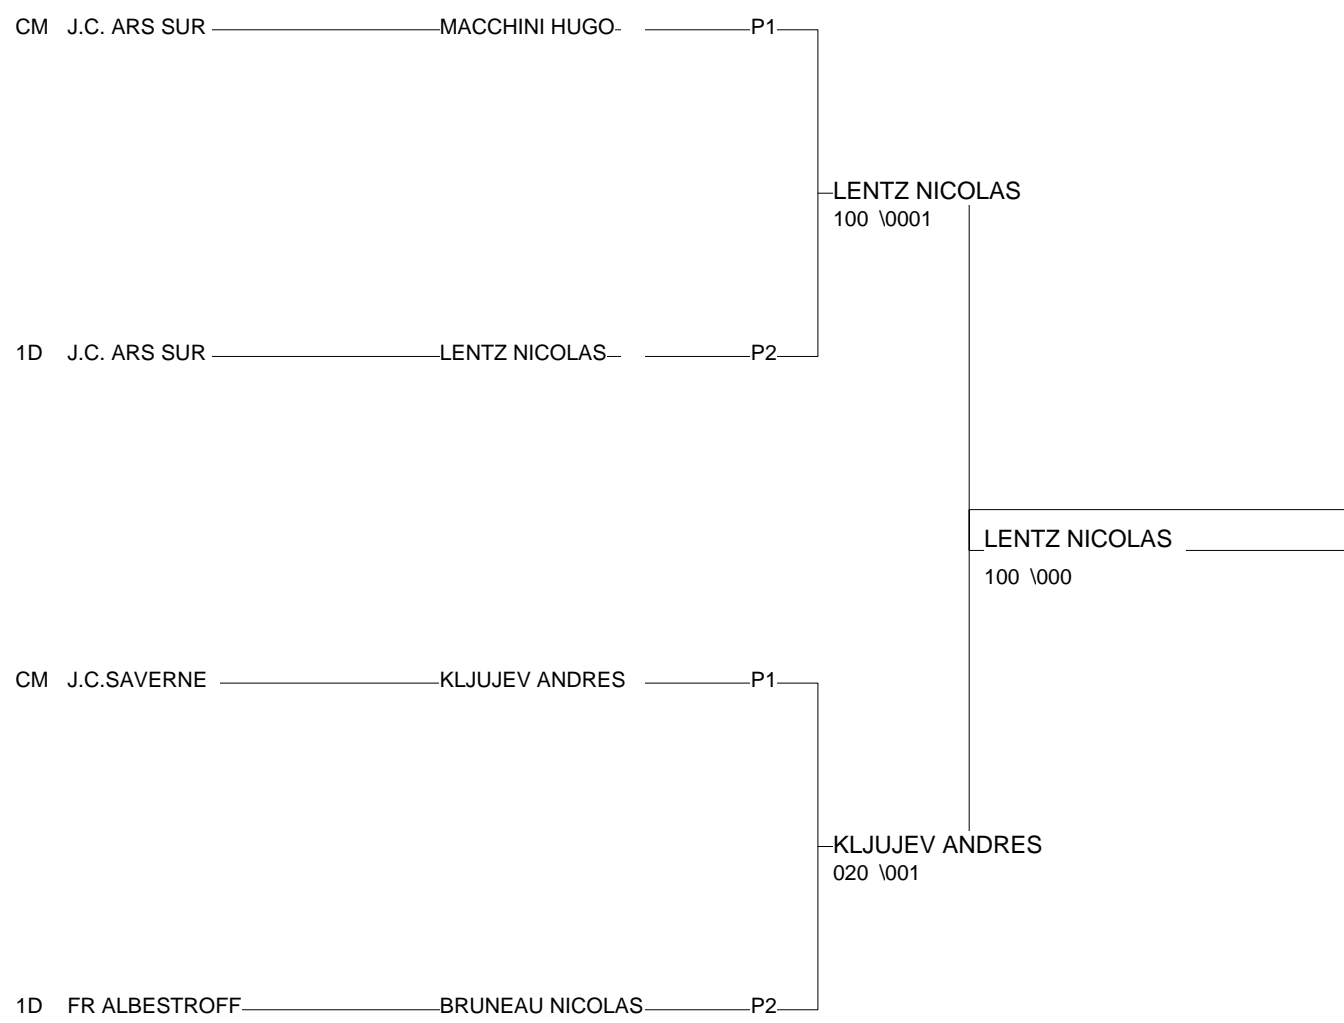 CM J.C. ARS SUR MACCHINI HUGO P1
LENTZ NICOLAS
100 \0001
1D J.C. ARS SUR LENTZ NICOLAS P2
LENTZ NICOLAS
100 \000
CM J.C.SAVERNE KLJUJEV ANDRES P1
KLJUJEV ANDRES
020 \001
1D FR ALBESTROFF BRUNEAU NICOLAS P2